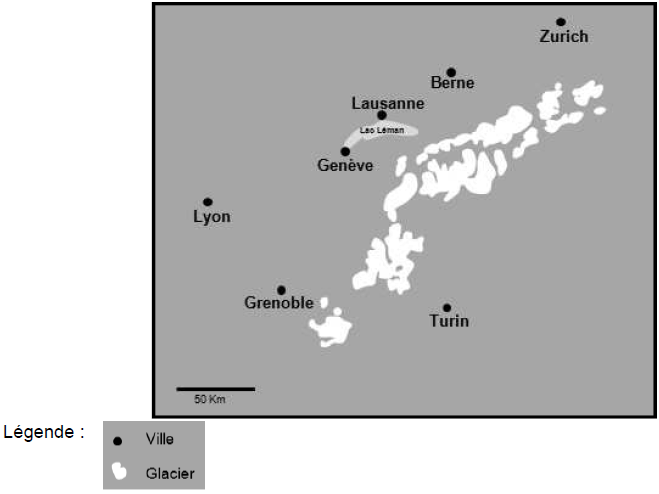 Zurich
Berne
Lausanne
Lac Léman
Genève
Lyon
Grenoble
Turin
50 Km
Légende :
Ville
Glacier